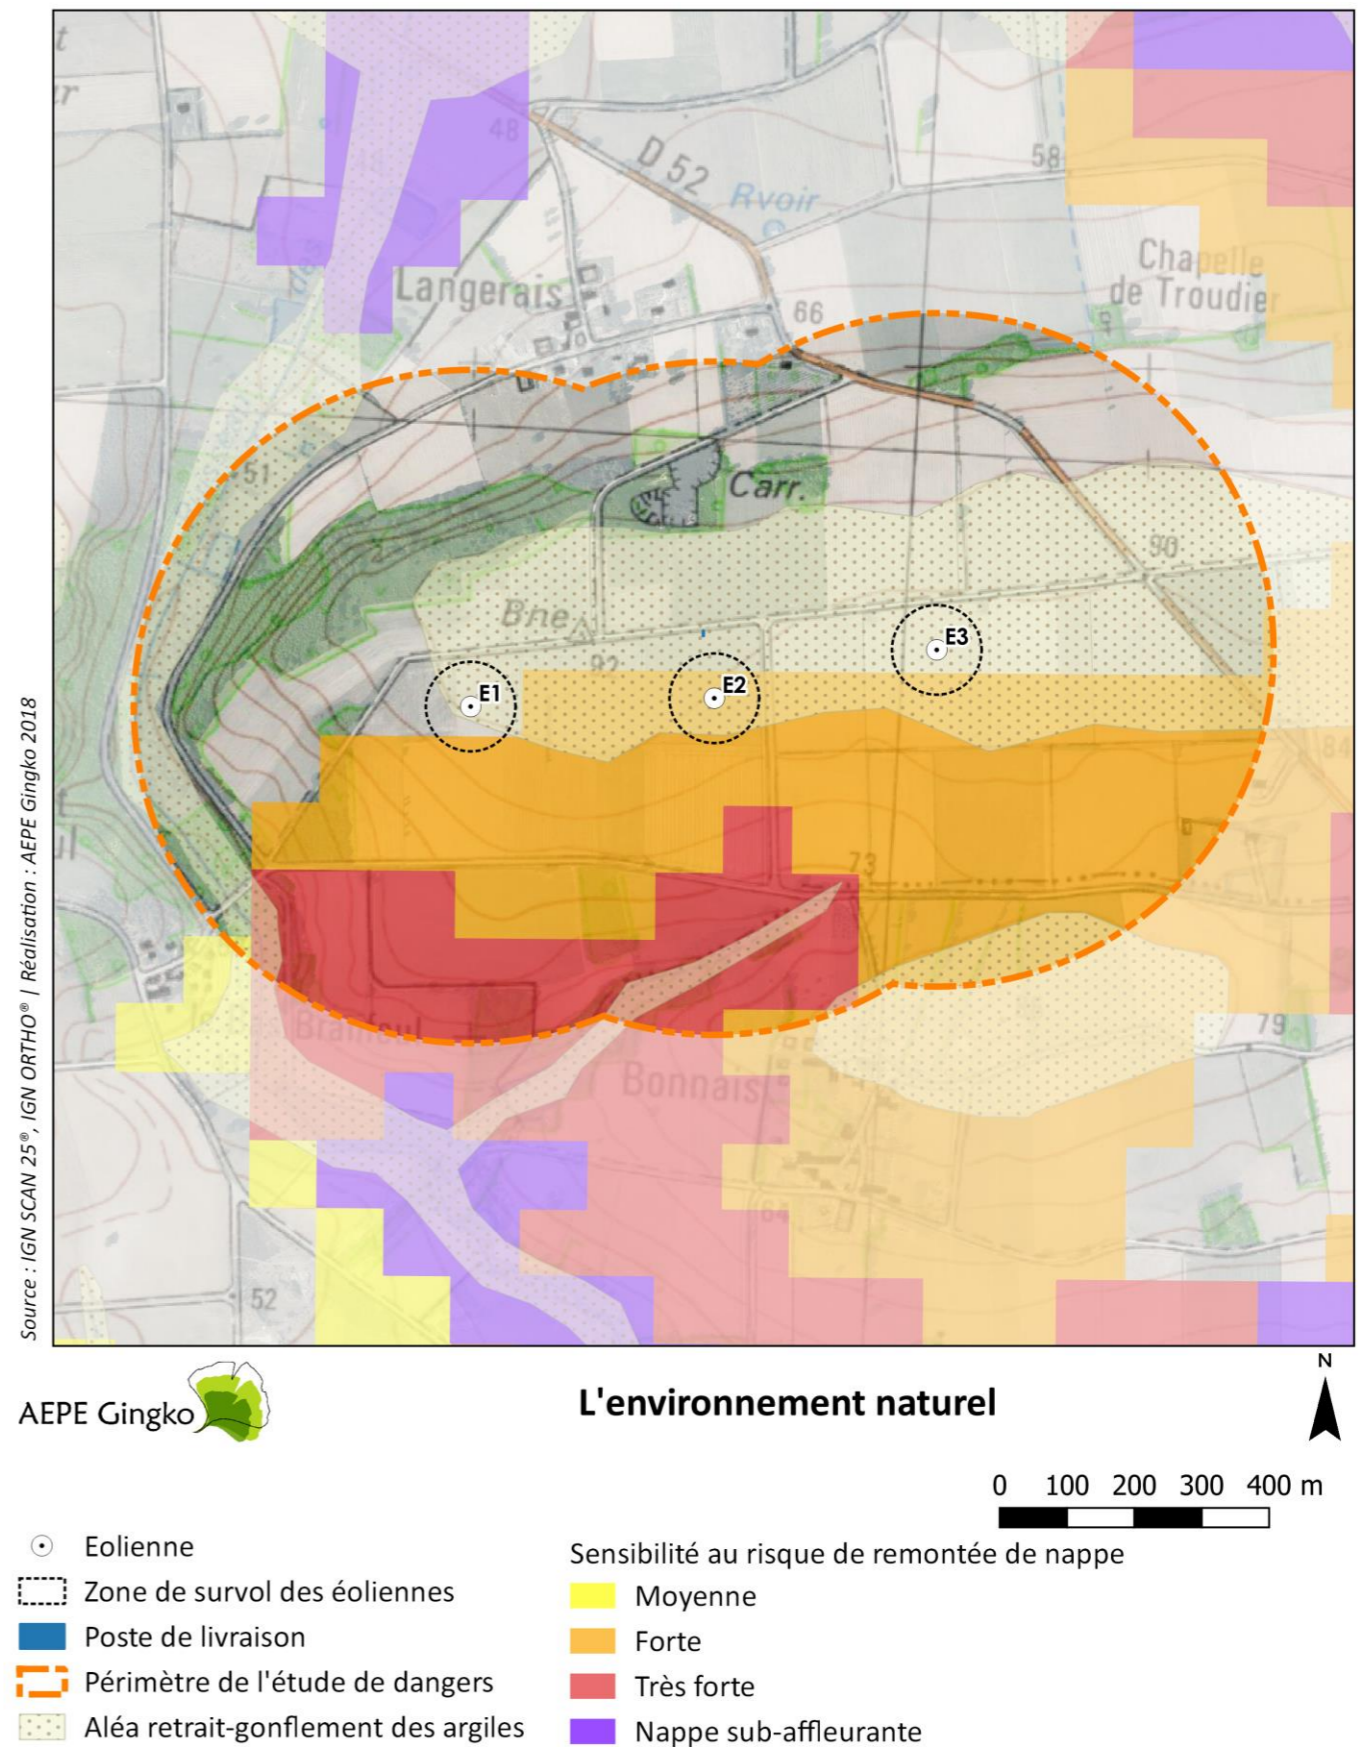 48
D 52
Rvoir
58
Chapelle
de Troudier
Langerais
66
51
Carr.
90
Bne
92
E3
E1
E2
84
73
Bonnais
79
64
52
Source : IGN SCAN 25®, IGN ORTHO® | Réalisation : AEPE Gingko 2018
AEPE Gingko
L'environnement naturel
N
0 100 200 300 400 m
Eolienne
Zone de survol des éoliennes
Poste de livraison
Périmètre de l'étude de dangers
Aléa retrait-gonflement des argiles
Sensibilité au risque de remontée de nappe
Moyenne
Forte
Très forte
Nappe sub-affleurante